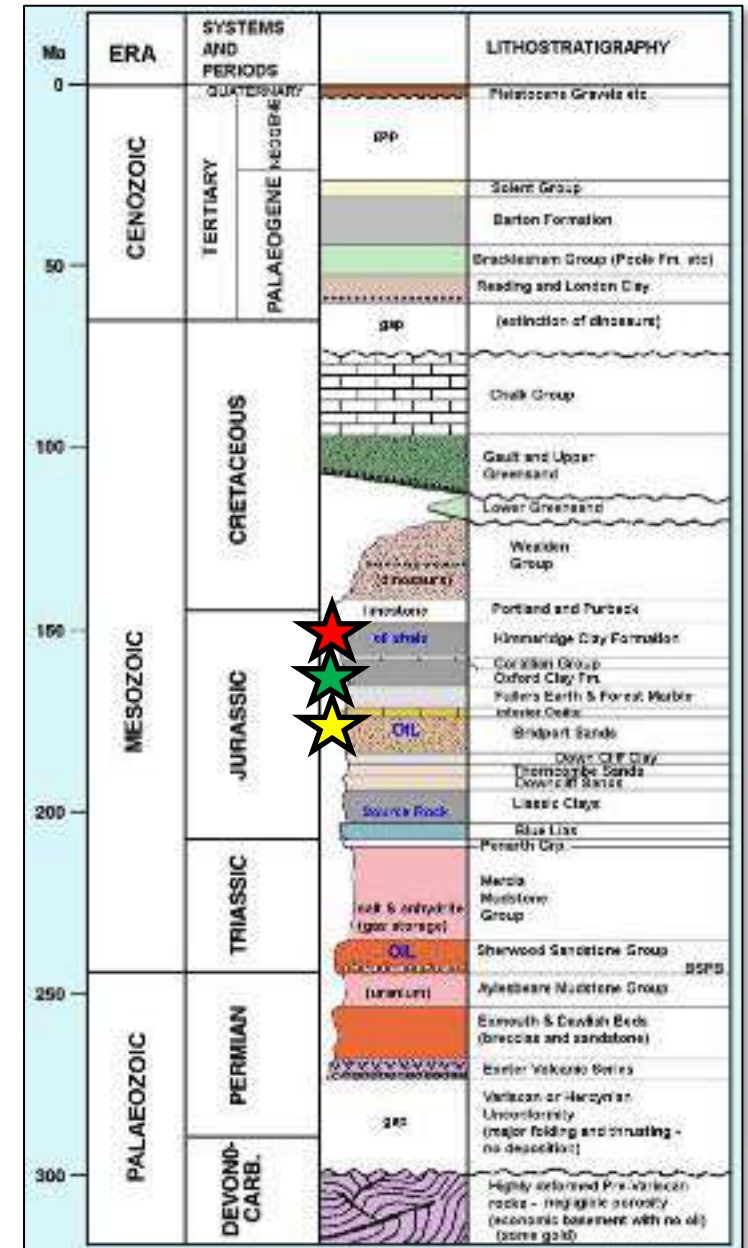 Ma
ERA
SYSTEMS
AND
PERIODS
LITHOSTRATIGRAPHY
0
QUATERNARY
Pleistocene Gravels etc
CENOZOIC
TERTIARY
NEOGENE
gap
PALAEOGENE
Solent Group
Barton Formation
50
Bracklesham Group (Poole Fm. etc)
Reading and London Clay
gap
(extinction of dinosaurs)
MESOZOIC
CRETACEOUS
Chalk Group
100
Gault and Upper
Greensand
Lower Greensand
(dinosaurs)
Wealden
Group
limestone
Portland and Purbeck
150
JURASSIC
oil shale
Kimmeridge Clay Formation
Corallian Group
Oxford Clay Fm.
Fullers Earth & Forest Marble
Inferior Oolite
OIL
Bridport Sands
Down Cliff Clay
Thorncombe Sands
Downcliff Sands
200
Source Rock
Liassic Clays
Blue Lias
Penarth Grp.
TRIASSIC
salt & anhydrite
(gas storage)
Mercia
Mudstone
Group
OIL
Sherwood Sandstone Group
BSPB
250
PALAEOZOIC
PERMIAN
(uranium)
Aylesbeare Mudstone Group
Exmouth & Dawlish Beds
(breccias and sandstone)
Exeter Volcanic Series
gap
Variscan or Hercynian
Unconformity
(major folding and thrusting -
no deposition)
300
DEVONO-
CARB.
Highly deformed Pre-Variscan
rocks - negligible porosity
(economic basement with no oil)
(some gold)